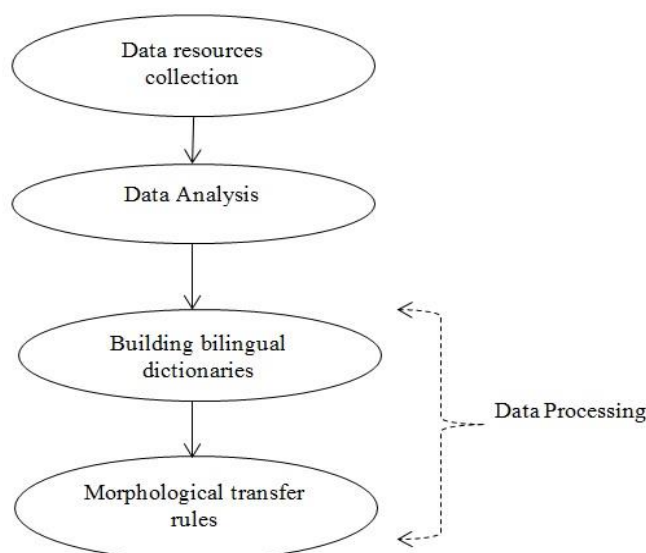 Data resources
collection
Data Analysis
Building bilingual
dictionaries
Data Processing
Morphological transfer
rules